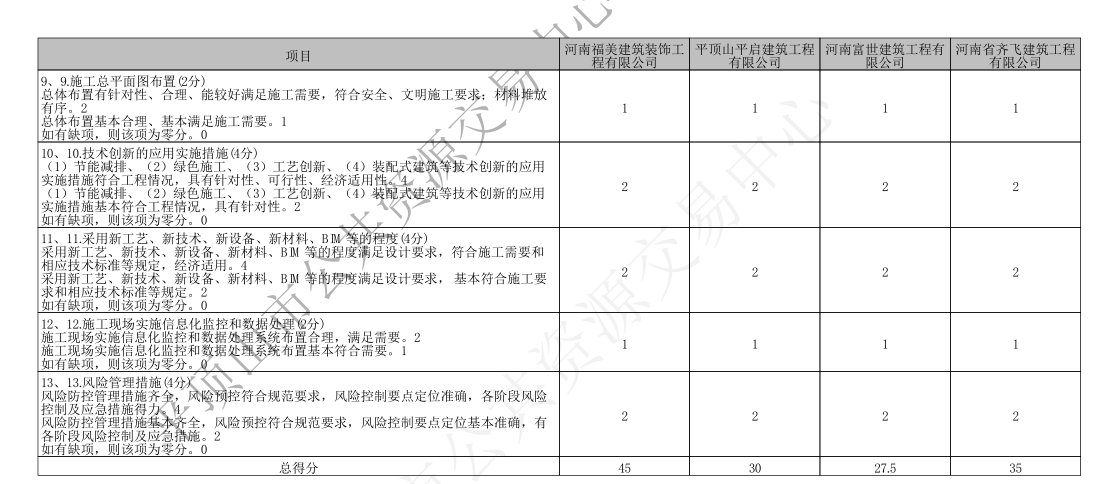 项目
河南福美建筑装饰工
程有限公司
平顶山平启建筑工程
有限公司
河南富世建筑工程有
限公司
河南省齐飞建筑工程
有限公司
9、9.施工总平面图布置(2分)
总体布置有针对性、合理、能较好满足施工需要，符合安全、文明施工要求；材料堆放
有序。2
总体布置基本合理、基本满足施工需要。1
如有缺项，则该项为零分。0
1
1
1
1
10、10.技术创新的应用实施措施(4分)
（1）节能减排、（2）绿色施工、（3）工艺创新、（4）装配式建筑等技术创新的应用
实施措施符合工程情况，具有针对性、可行性、经济适用性。4
（1）节能减排、（2）绿色施工、（3）工艺创新、（4）装配式建筑等技术创新的应用
实施措施基本符合工程情况，具有针对性。2
如有缺项，则该项为零分。0
2
2
2
2
11、11.采用新工艺、新技术、新设备、新材料、BIM 等的程度(4分)
采用新工艺、新技术、新设备、新材料、BIM 等的程度满足设计要求，符合施工需要和
相应技术标准等规定，经济适用。4
采用新工艺、新技术、新设备、新材料、BIM 等的程度满足设计要求， 基本符合施工要
求和相应技术标准等规定。2
如有缺项，则该项为零分。0
2
2
2
2
12、12.施工现场实施信息化监控和数据处理(2分)
施工现场实施信息化监控和数据处理系统布置合理，满足需要。2
施工现场实施信息化监控和数据处理系统布置基本符合需要。1
如有缺项，则该项为零分。0
1
1
1
1
13、13.风险管理措施(4分)
风险防控管理措施齐全，风险预控符合规范要求，风险控制要点定位准确，各阶段风险
控制及应急措施得力。4
风险防控管理措施基本齐全，风险预控符合规范要求，风险控制要点定位基本准确，有
各阶段风险控制及应急措施。2
如有缺项，则该项为零分。0
2
2
2
2
总得分
45
30
27.5
35
平顶山市公共资源交易中心
市公共资源交易中心